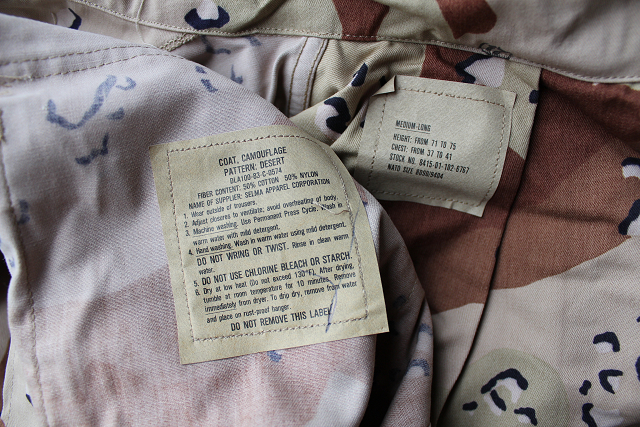 COAT, CAMOUFLAGE
PATTERN: DESERT
DLA100-83-C-0574
FIBER CONTENT: 50% COTTON 50% NYLON
NAME OF SUPPLIER: SELMA APPAREL CORPORATION
1. Wear outside of trousers.
2. Adjust closures to ventilate, avoid overheating of body.
3. Machine washing. Use Permanent Press Cycle. Wash in
warm water with mild detergent.
4. Hand washing. Wash in warm water using mild detergent.
DO NOT WRING OR TWIST. Rinse in clean warm
water.
5. DO NOT USE CHLORINE BLEACH OR STARCH.
6. Dry at low heat (Do not exceed 130°F). After drying,
tumble at room temperature for 10 minutes. Remove
immediately from dryer. To drip dry, remove from water
and place on rust-proof hanger.
DO NOT REMOVE THIS LABEL
MEDIUM-LONG
HEIGHT: FROM 71 TO 75
CHEST: FROM 37 TO 41
STOCK NO. 8415-01-102-6767
NATO SIZE 8090/9404